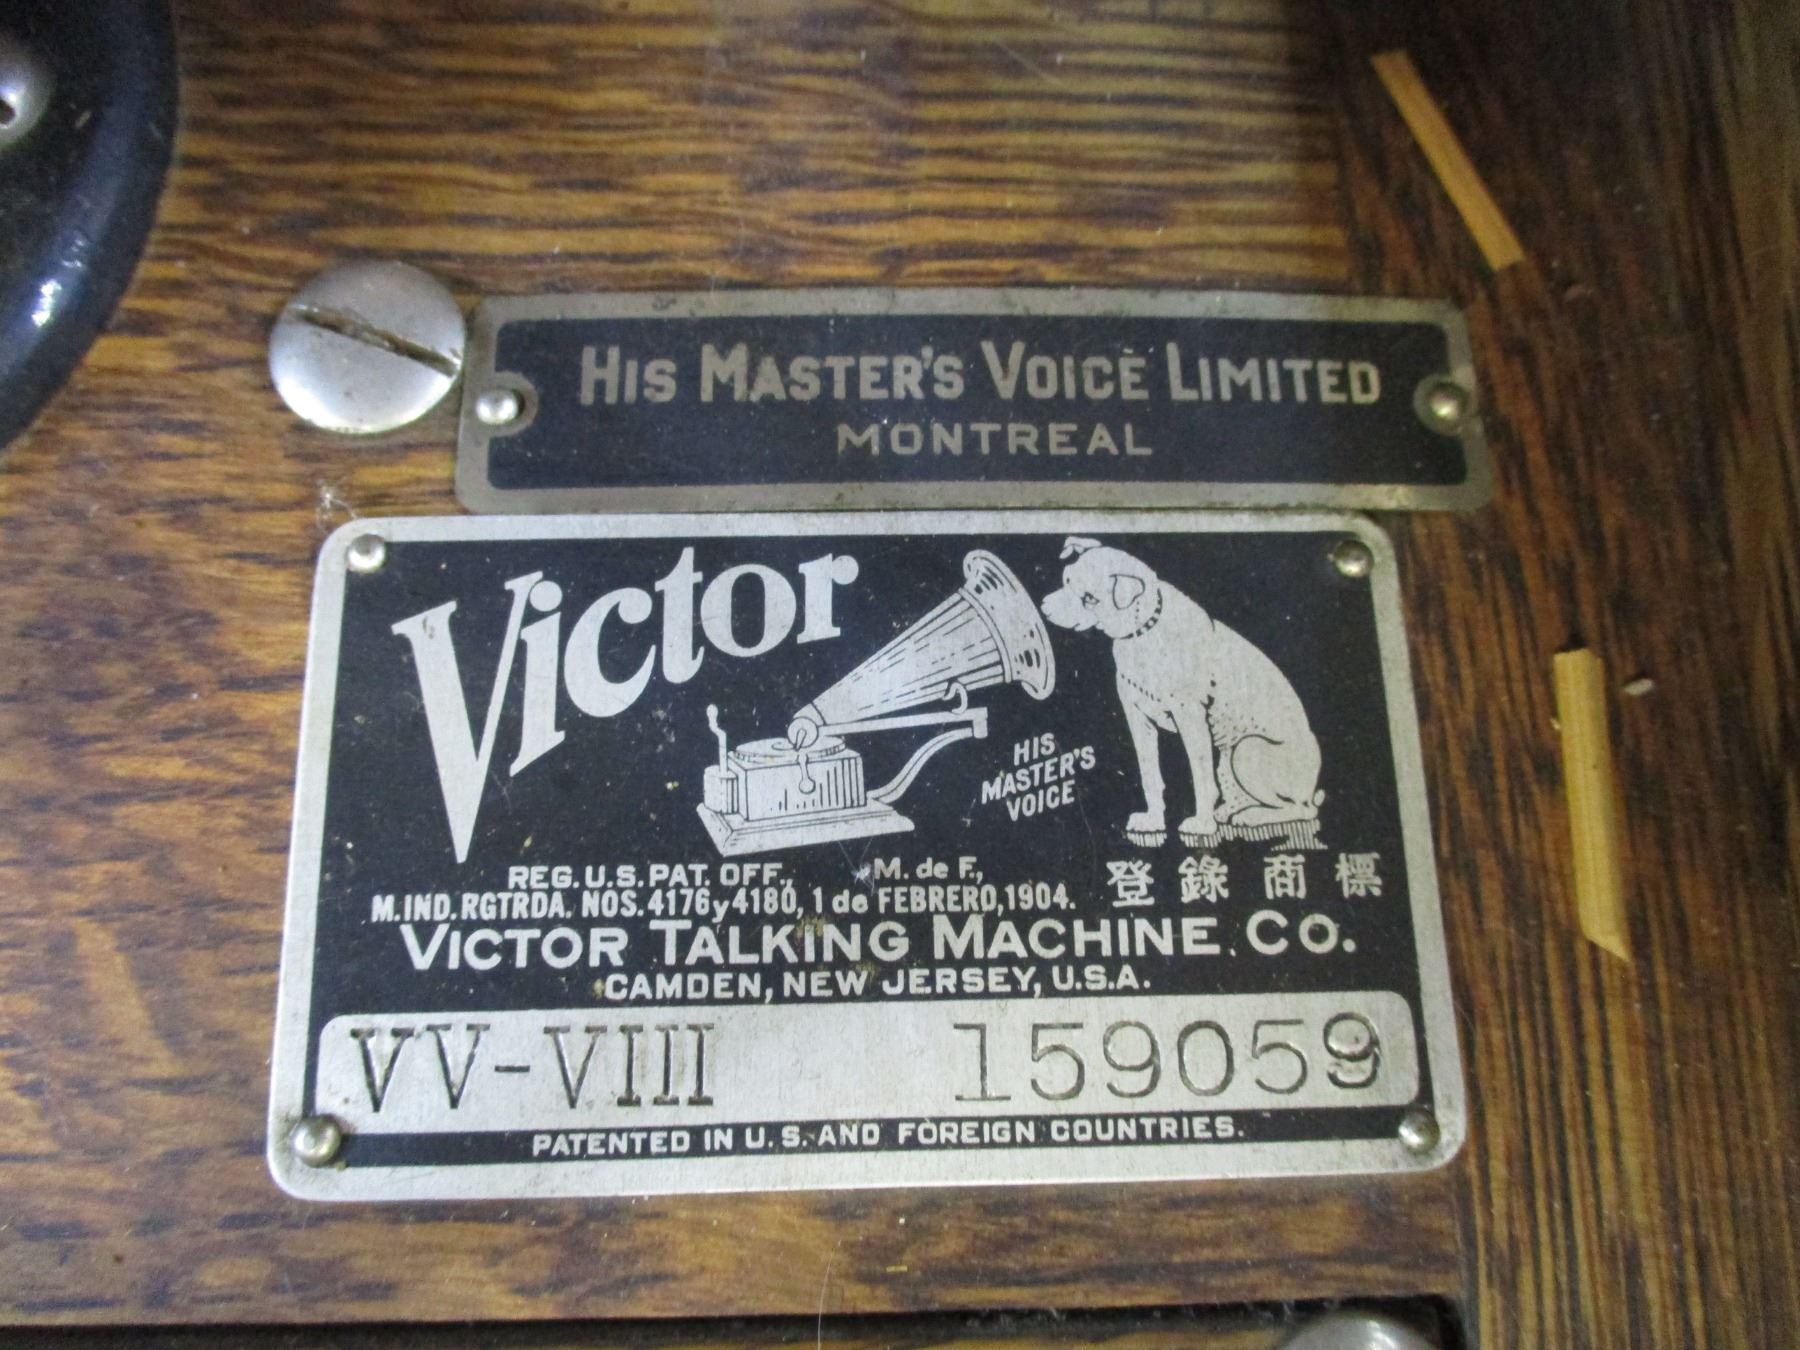 HIS MASTER'S VOICE LIMITED
MONTREAL
Victor
HIS
MASTER'S
VOICE
REG. U.S. PAT. OFF., M. de F.,
M. IND. RGTRDA. NOS. 4176 y 4180, 1 de FEBRERO, 1904.
登錄商標
VICTOR TALKING MACHINE CO.
CAMDEN, NEW JERSEY, U.S.A.
VV-VIII 159059
PATENTED IN U.S. AND FOREIGN COUNTRIES.